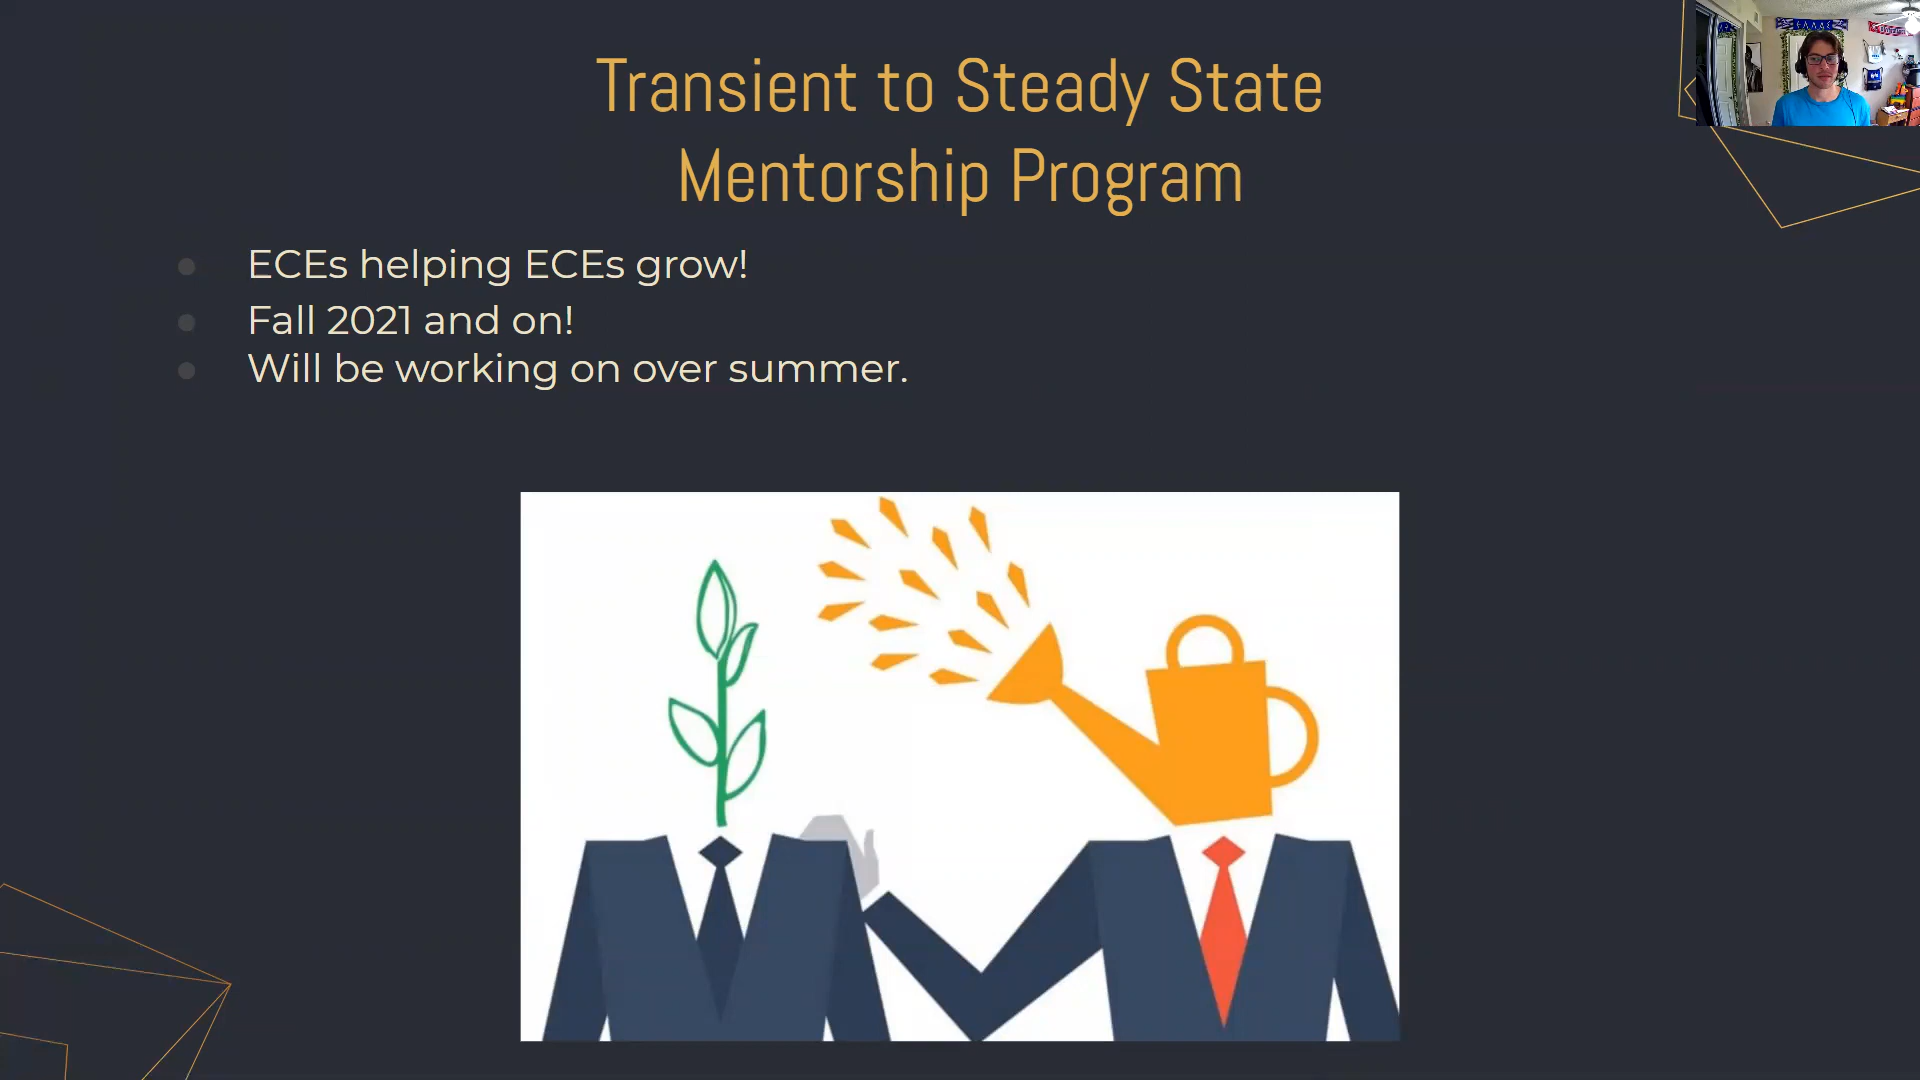 Transient to Steady State
Mentorship Program
ECEs helping ECEs grow!
Fall 2021 and on!
Will be working on over summer.